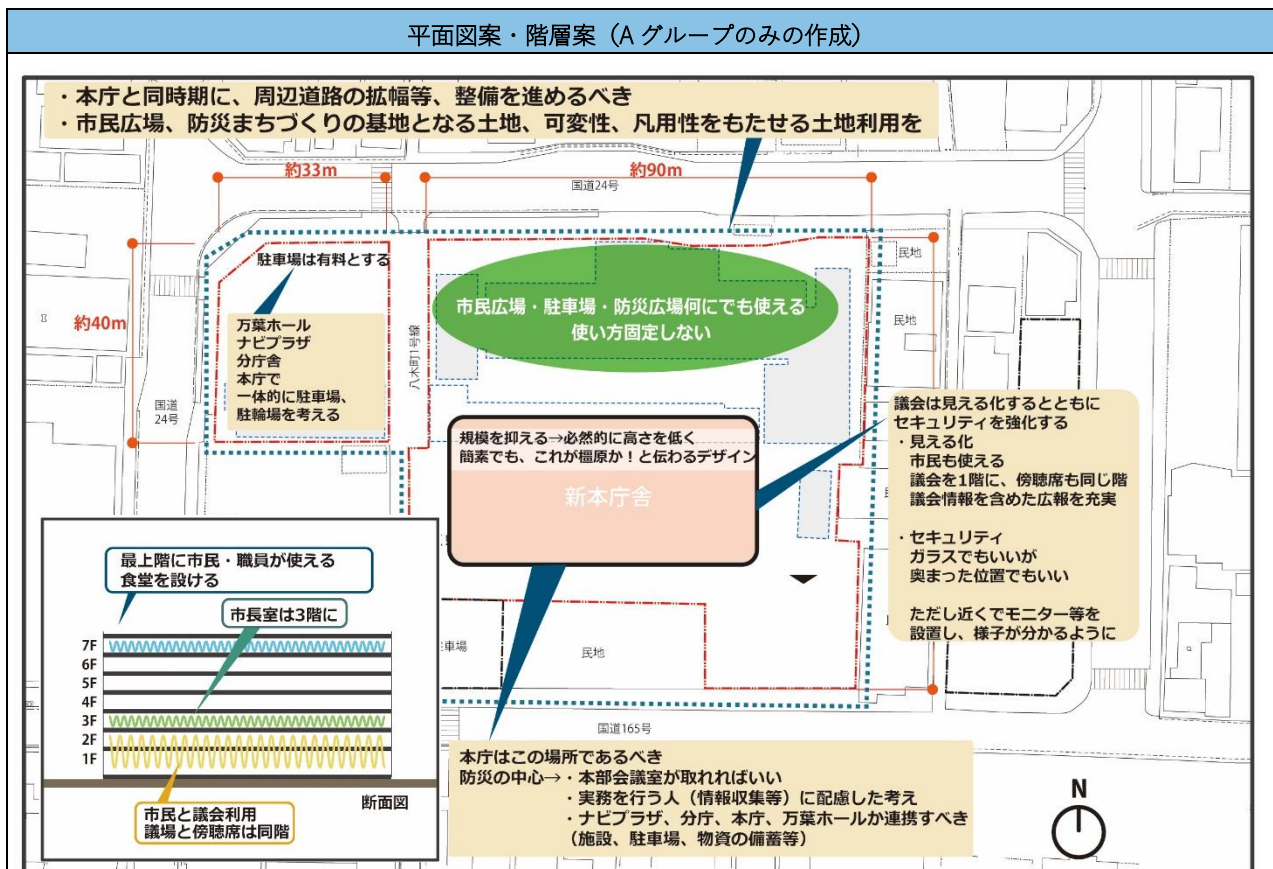 平面図案・階層案（Aグループのみの作成）
・本庁と同時期に、周辺道路の拡幅等、整備を進めるべき
・市民広場、防災まちづくりの基地となる土地、可変性、凡用性をもたせる土地利用を
約33m
約90m
国道24号
約40m
国道
24号
駐車場は有料とする
万葉ホール
ナビプラザ
分庁舎
本庁で
一体的に駐車場、
駐輪場を考える
八木町1号線
市民広場・駐車場・防災広場何にでも使える
使い方固定しない
民地
民地
規模を抑える→必然的に高さを低く
簡素でも、これが橿原か！と伝わるデザイン
新本庁舎
議会は見える化するとともに
セキュリティを強化する
・見える化
市民も使える
議会を1階に、傍聴席も同じ階
議会情報を含めた広報を充実
・セキュリティ
ガラスでもいいが
奥まった位置でもいい
ただし近くでモニター等を
設置し、様子が分かるように
最上階に市民・職員が使える
食堂を設ける
市長室は3階に
7F
6F
5F
4F
3F
2F
1F
断面図
市民と議会利用
議場と傍聴席は同階
車場
民地
国道165号
本庁はこの場所であるべき
防災の中心→・本部会議室が取れればいい
・実務を行う人（情報収集等）に配慮した考え
・ナビプラザ、分庁、本庁、万葉ホールか連携すべき
（施設、駐車場、物資の備蓄等）
N